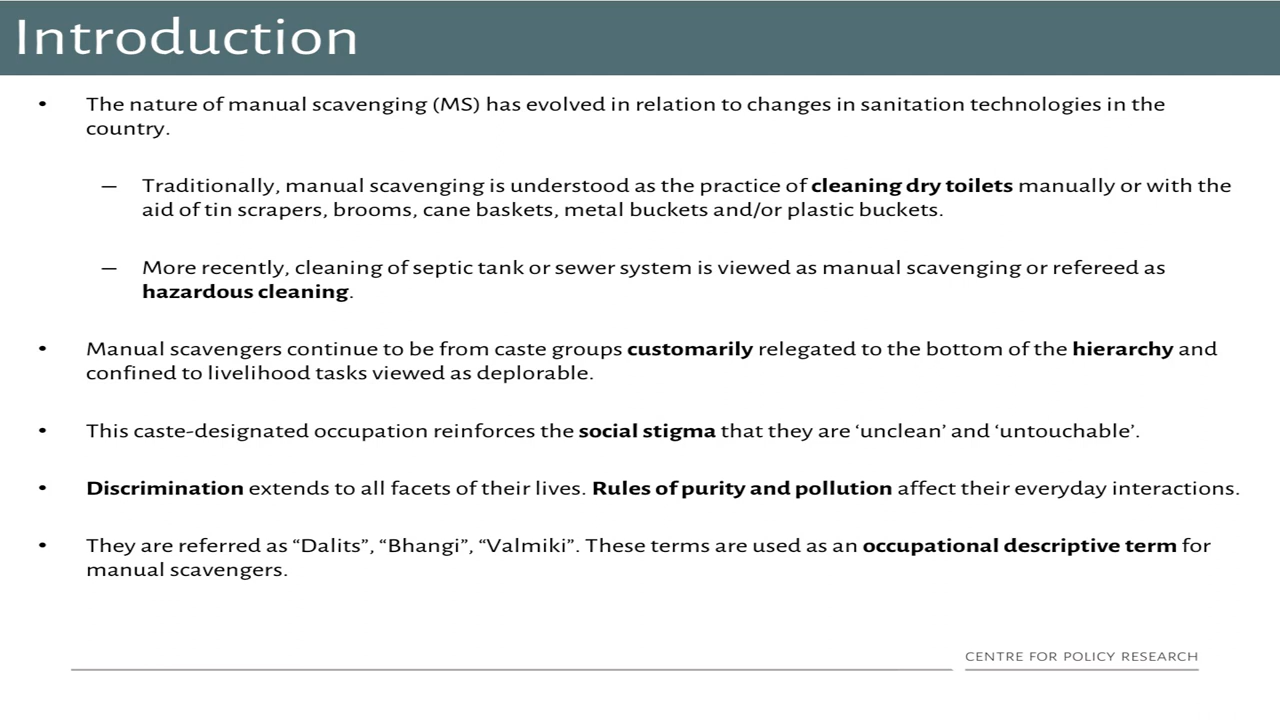 Introduction
• The nature of manual scavenging (MS) has evolved in relation to changes in sanitation technologies in the
country.
– Traditionally, manual scavenging is understood as the practice of cleaning dry toilets manually or with the
aid of tin scrapers, brooms, cane baskets, metal buckets and/or plastic buckets.
– More recently, cleaning of septic tank or sewer system is viewed as manual scavenging or refereed as
hazardous cleaning.
• Manual scavengers continue to be from caste groups customarily relegated to the bottom of the hierarchy and
confined to livelihood tasks viewed as deplorable.
• This caste-designated occupation reinforces the social stigma that they are ‘unclean’ and ‘untouchable’.
• Discrimination extends to all facets of their lives. Rules of purity and pollution affect their everyday interactions.
• They are referred as “Dalits”, “Bhangi”, “Valmiki”. These terms are used as an occupational descriptive term for
manual scavengers.
CENTRE FOR POLICY RESEARCH